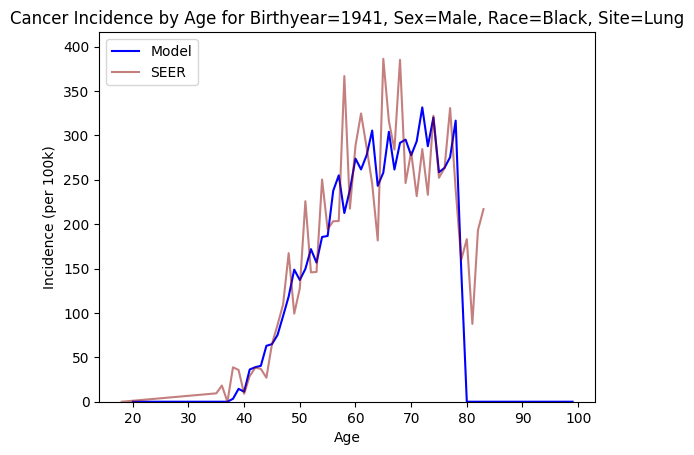 Cancer Incidence by Age for Birthyear=1941, Sex=Male, Race=Black, Site=Lung
Model
SEER
400
350
300
250
200
150
100
50
0
Incidence (per 100k)
20 30 40 50 60 70 80 90 100
Age